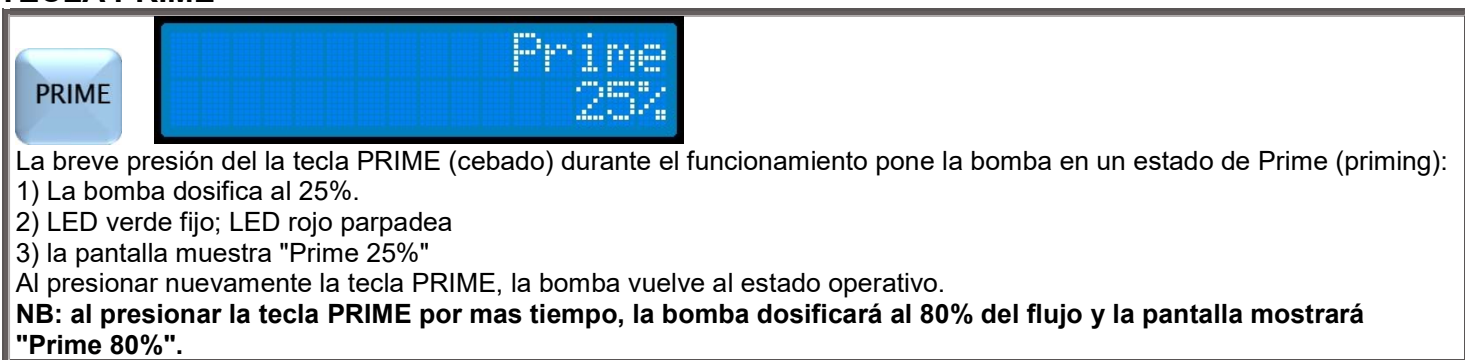 TECLA PRIME
PRIME
Prime
25%
La breve presión del la tecla PRIME (cebado) durante el funcionamiento pone la bomba en un estado de Prime (priming):
1) La bomba dosifica al 25%.
2) LED verde fijo; LED rojo parpadea
3) la pantalla muestra "Prime 25%"
Al presionar nuevamente la tecla PRIME, la bomba vuelve al estado operativo.
NB: al presionar la tecla PRIME por mas tiempo, la bomba dosificará al 80% del flujo y la pantalla mostrará
"Prime 80%".